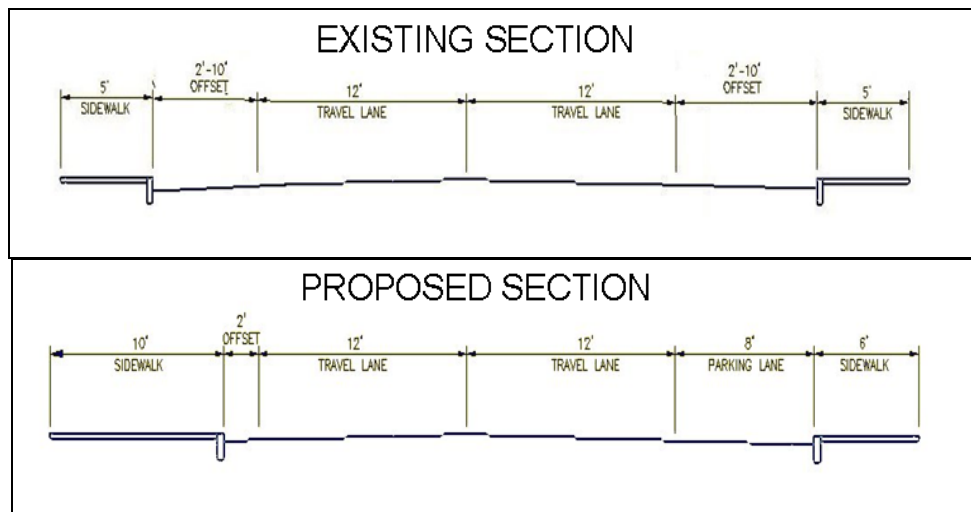 EXISTING SECTION
5'
SIDEWALK
2'-10'
OFFSET
12'
TRAVEL LANE
12'
TRAVEL LANE
2'-10'
OFFSET
5'
SIDEWALK
PROPOSED SECTION
10'
SIDEWALK
2'
OFFSET
12'
TRAVEL LANE
12'
TRAVEL LANE
8'
PARKING LANE
6'
SIDEWALK